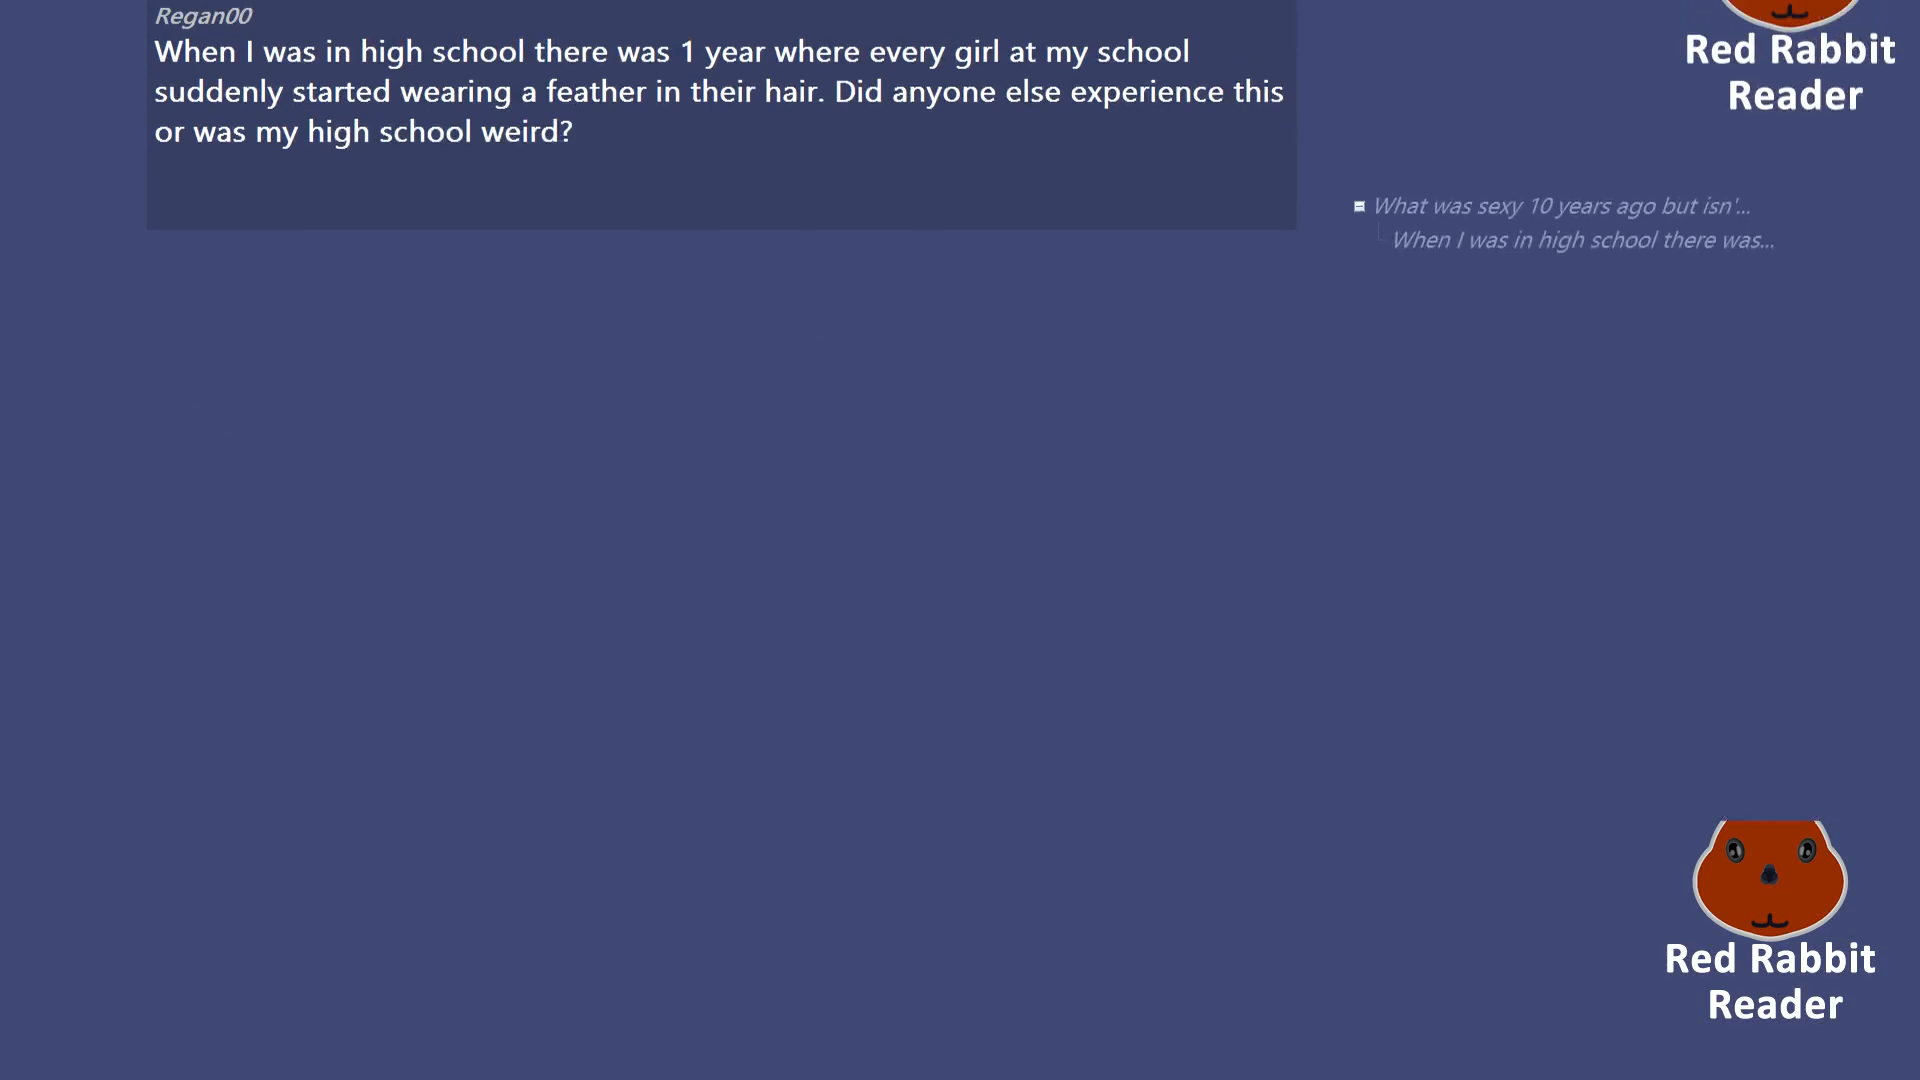 Regan00
When I was in high school there was 1 year where every girl at my school
suddenly started wearing a feather in their hair. Did anyone else experience this
or was my high school weird?
Red Rabbit
Reader
What was sexy 10 years ago but isn'...
When I was in high school there was...
Red Rabbit
Reader